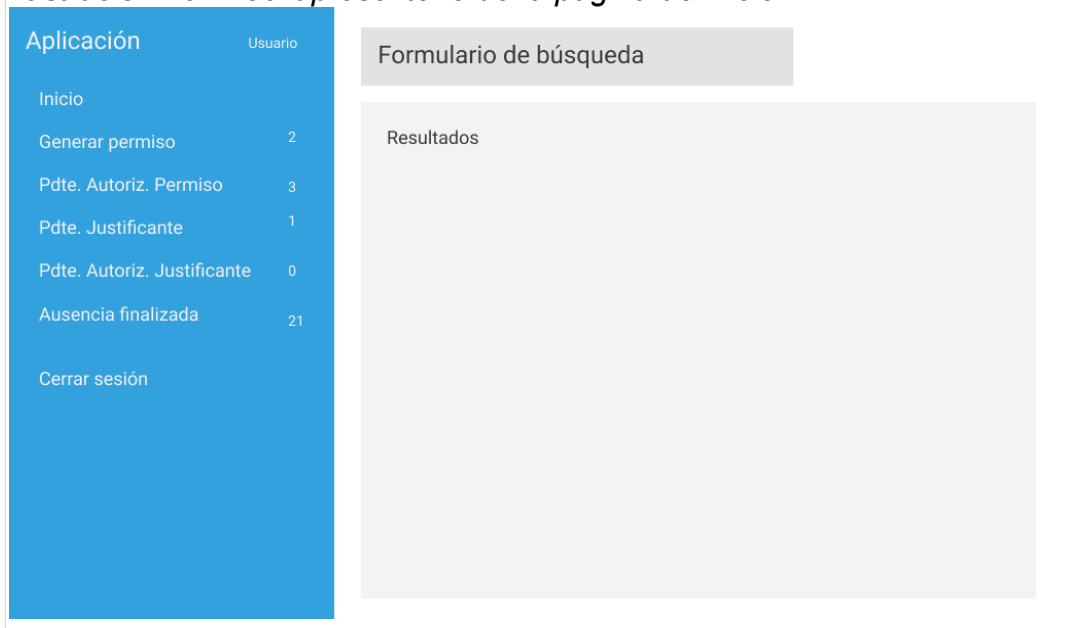 Aplicación Usuario
Formulario de búsqueda
Inicio
Generar permiso 2
Pdte. Autoriz. Permiso 3
Pdte. Justificante 1
Pdte. Autoriz. Justificante 0
Ausencia finalizada 21
Cerrar sesión
Resultados